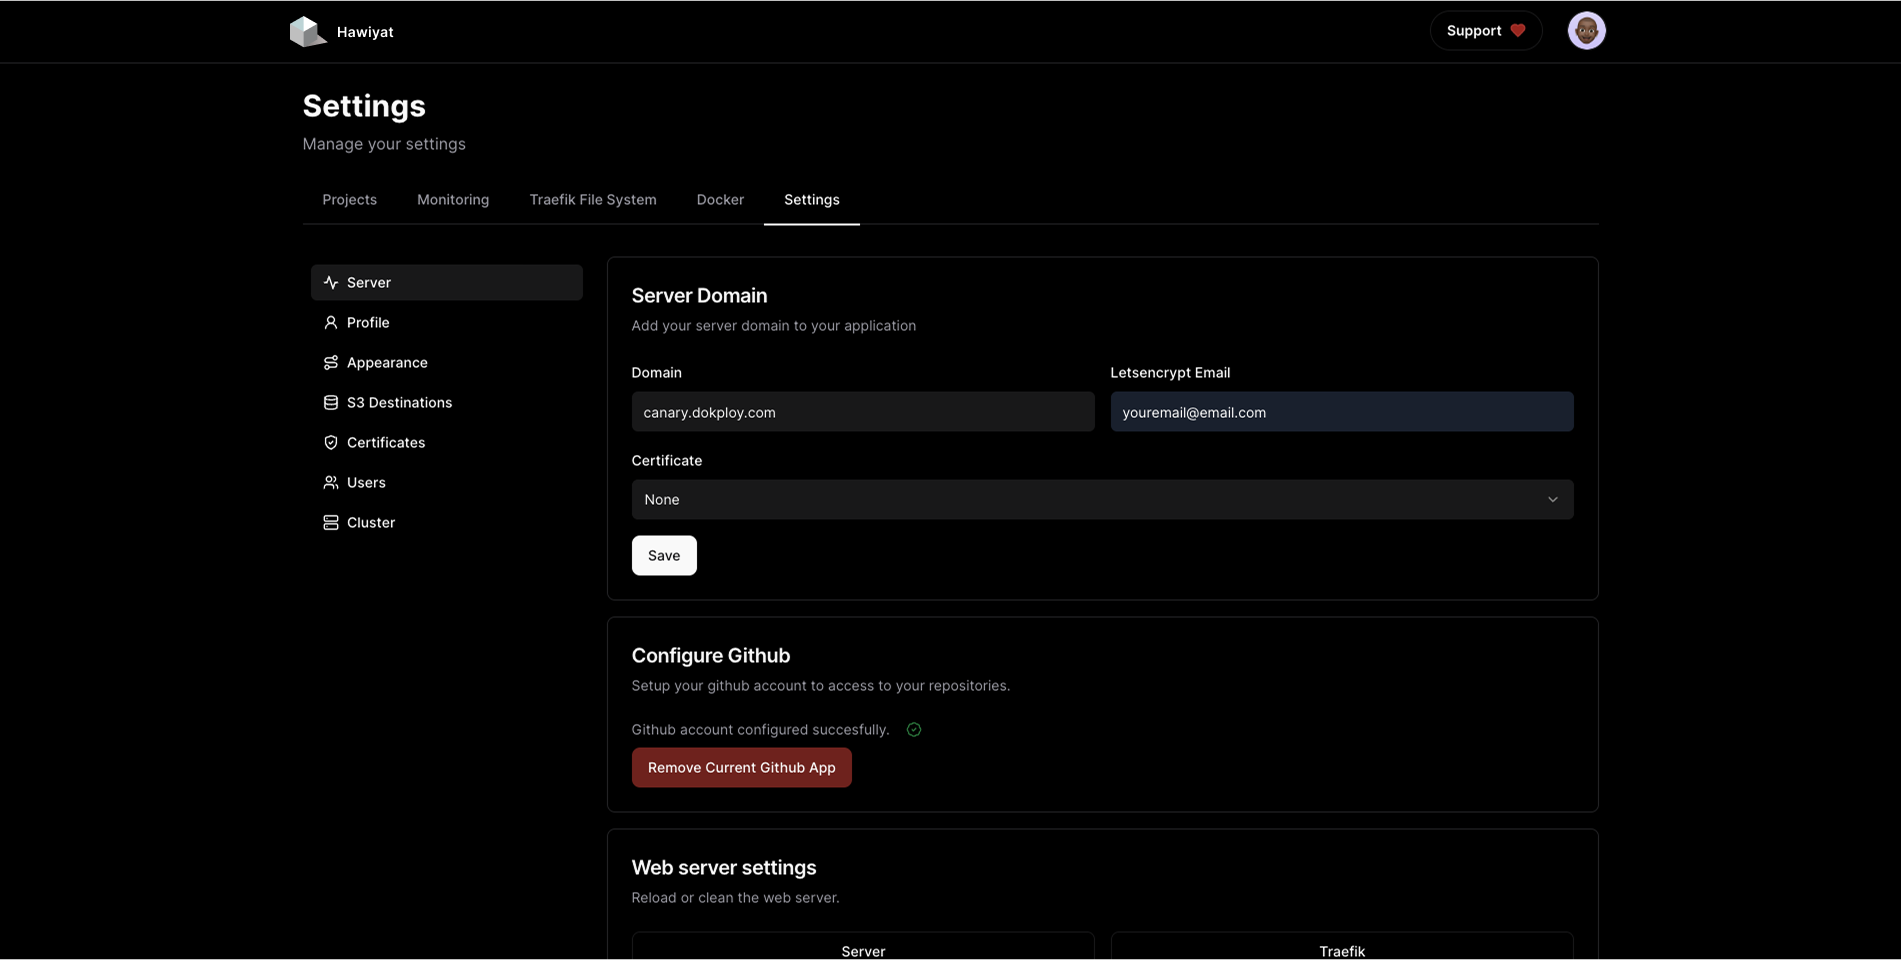 Hawiyat
Support
Settings
Manage your settings
Projects
Monitoring
Traefik File System
Docker
Settings
Server
Profile
Appearance
S3 Destinations
Certificates
Users
Cluster
Server Domain
Add your server domain to your application
Domain
Letsencrypt Email
canary.dokploy.com
youremail@email.com
Certificate
None
Save
Configure Github
Setup your github account to access to your repositories.
Github account configured succesfully.
Remove Current Github App
Web server settings
Reload or clean the web server.
Server
Traefik